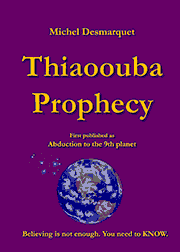 Michel Desmarquet
Thiaoouba
Prophecy
First published as
Abduction to the 9th planet
Believing is not enough. You need to KNOW.